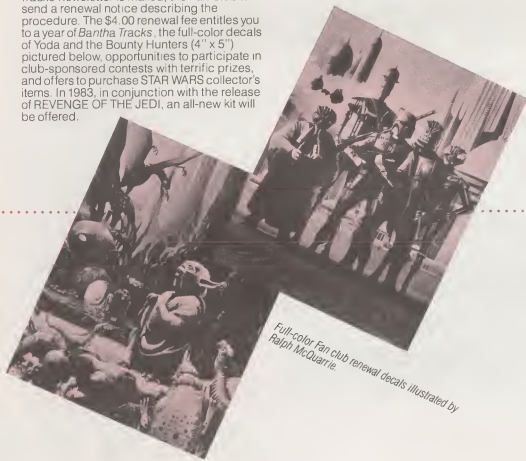 send a renewal notice describing the
procedure. The $4.00 renewal fee entitles you
to a year of Bantha Tracks, the full-color decals
of Yoda and the Bounty Hunters (4" x 5")
pictured below, opportunities to participate in
club-sponsored contests with terrific prizes,
and offers to purchase STAR WARS collector's
items. In 1983, in conjunction with the release
of REVENGE OF THE JEDI, an all-new kit will
be offered.
Full-color Fan club renewal decals illustrated by
Ralph McQuarrie.